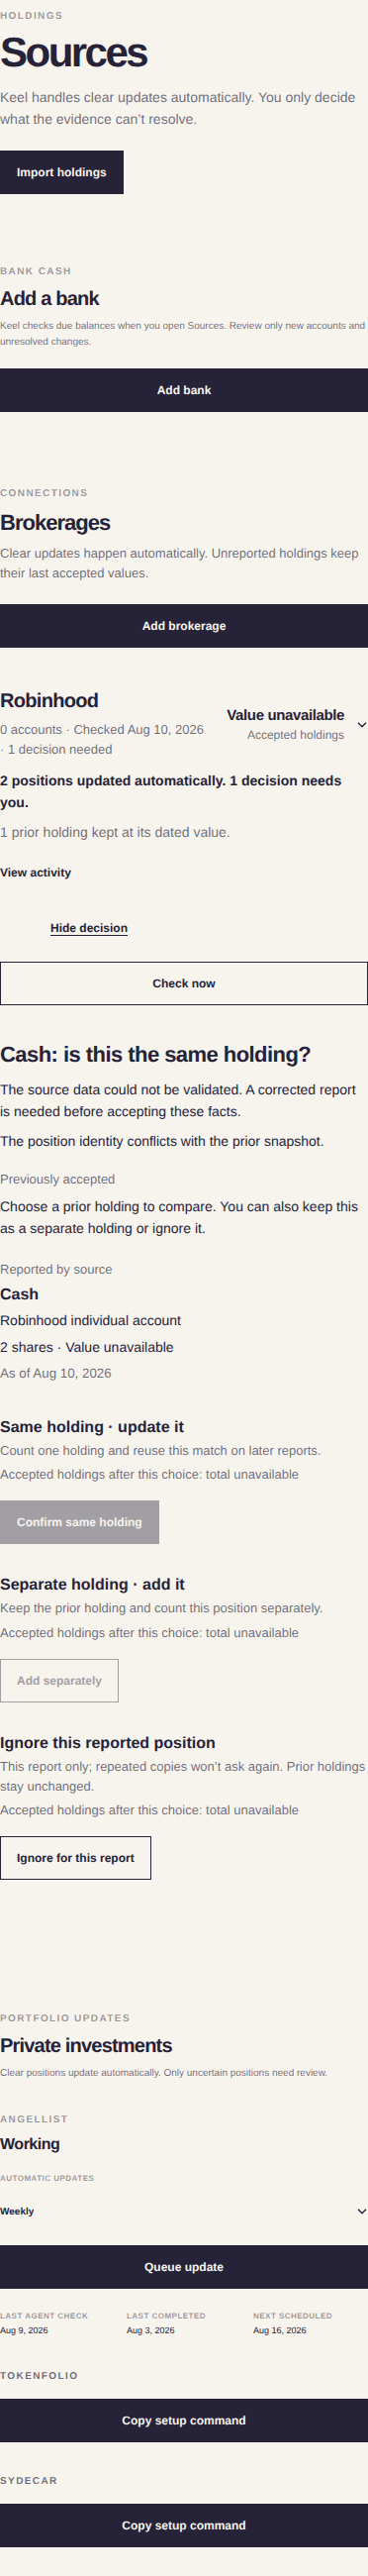 HOLDINGS
Sources
Keel handles clear updates automatically. You only decide
what the evidence can’t resolve.
Import holdings
BANK CASH
Add a bank
Keel checks due balances when you open Sources. Review only new accounts and
unresolved changes.
Add bank
CONNECTIONS
Brokerages
Clear updates happen automatically. Unreported holdings keep
their last accepted values.
Add brokerage
Robinhood
0 accounts · Checked Aug 10, 2026
· 1 decision needed
Value unavailable
Accepted holdings
2 positions updated automatically. 1 decision needs
you.
1 prior holding kept at its dated value.
View activity
Hide decision
Check now
Cash: is this the same holding?
The source data could not be validated. A corrected report
is needed before accepting these facts.
The position identity conflicts with the prior snapshot.
Previously accepted
Choose a prior holding to compare. You can also keep this
as a separate holding or ignore it.
Reported by source
Cash
Robinhood individual account
2 shares · Value unavailable
As of Aug 10, 2026
Same holding · update it
Count one holding and reuse this match on later reports.
Accepted holdings after this choice: total unavailable
Confirm same holding
Separate holding · add it
Keep the prior holding and count this position separately.
Accepted holdings after this choice: total unavailable
Add separately
Ignore this reported position
This report only; repeated copies won’t ask again. Prior holdings
stay unchanged.
Accepted holdings after this choice: total unavailable
Ignore for this report
PORTFOLIO UPDATES
Private investments
Clear positions update automatically. Only uncertain positions need review.
ANGELLIST
Working
AUTOMATIC UPDATES
Weekly
Queue update
LAST AGENT CHECK
Aug 9, 2026
LAST COMPLETED
Aug 3, 2026
NEXT SCHEDULED
Aug 16, 2026
TOKENFOLIO
Copy setup command
SYDECAR
Copy setup command